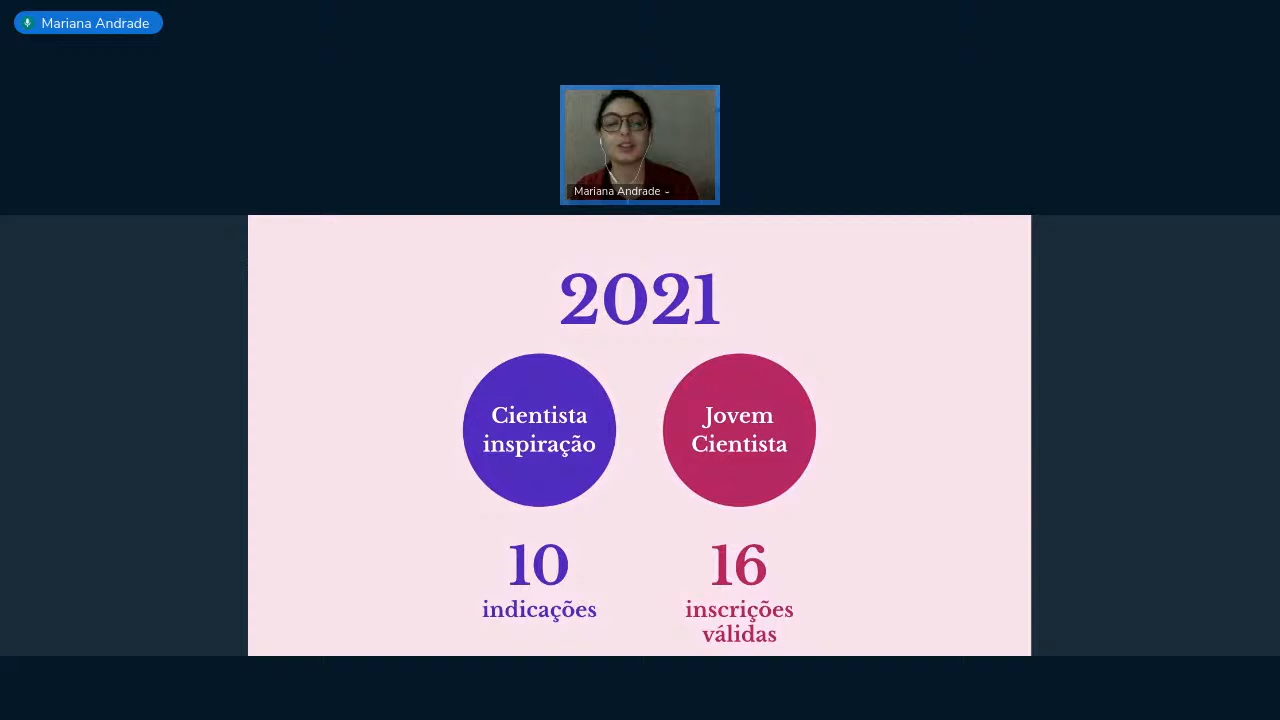 Mariana Andrade
Mariana Andrade
2021
Cientista
inspiração
Jovem
Cientista
10
indicações
16
inscrições
válidas